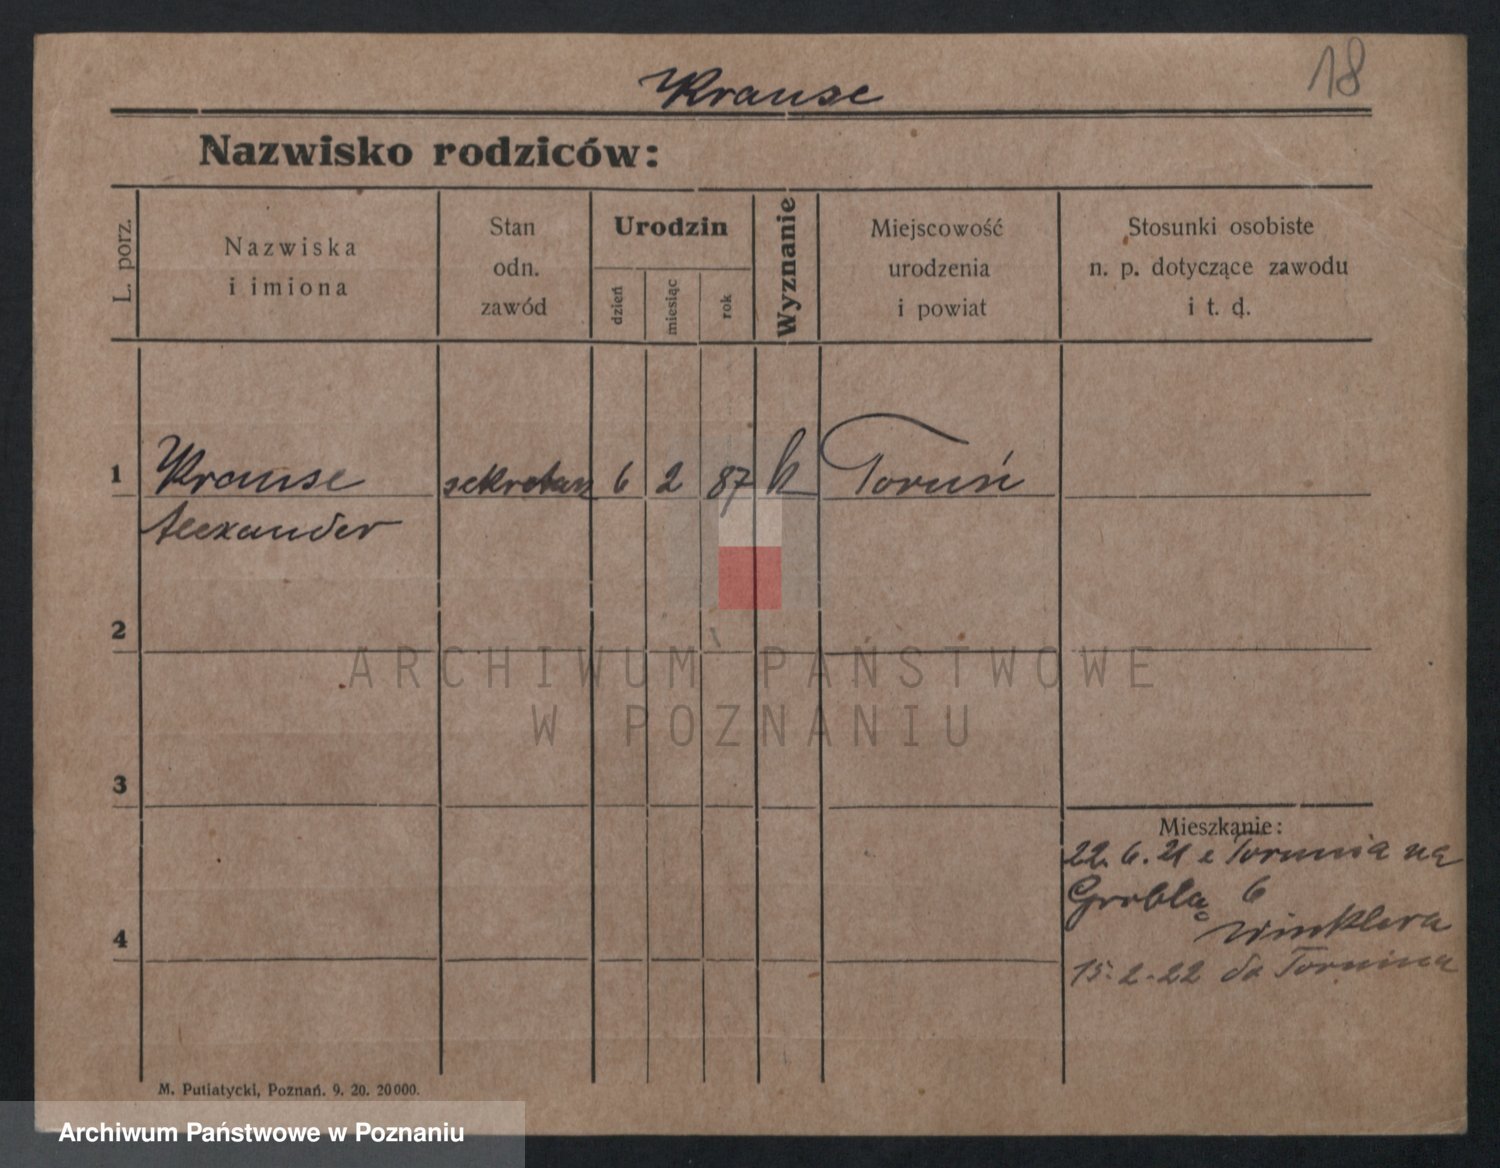 18
Krause
Nazwisko rodziców:
L. porz.
Nazwiska
i imiona
Stan
odn.
zawód
Urodzin
dzień
miesiąc
rok
Wyznanie
Miejscowość
urodzenia
i powiat
Stosunki osobiste
n. p. dotyczące zawodu
i t. d.
1 Krause sekretarz 6 2 87 k Toruń
Alexander
2
3
4
Mieszkanie:
22. 6. 21 z Torunia na
Groblą 6
Winklera
15. 2. 22 do Torunia
M. Putiatycki, Poznań. 9. 20. 20000.
ARCHIWUM PAŃSTWOWE
W POZNANIU
Archiwum Państwowe w Poznaniu